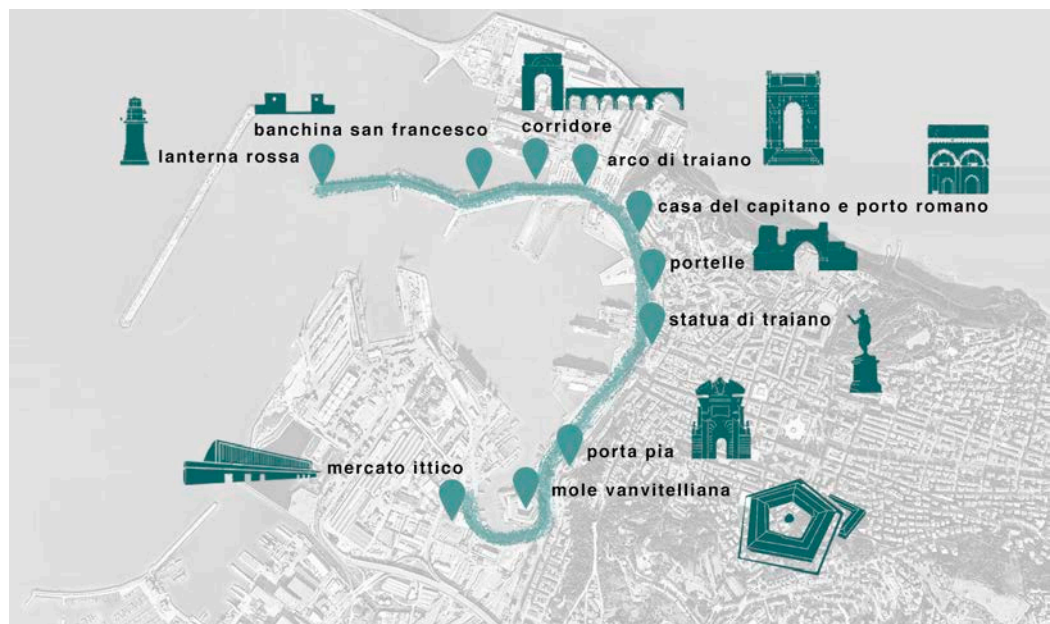 banchina san francesco
corridore
lanterna rossa
arco di traiano
casa del capitano e porto romano
portelle
statua di traiano
porta pia
mercato ittico
mole vanvitelliana